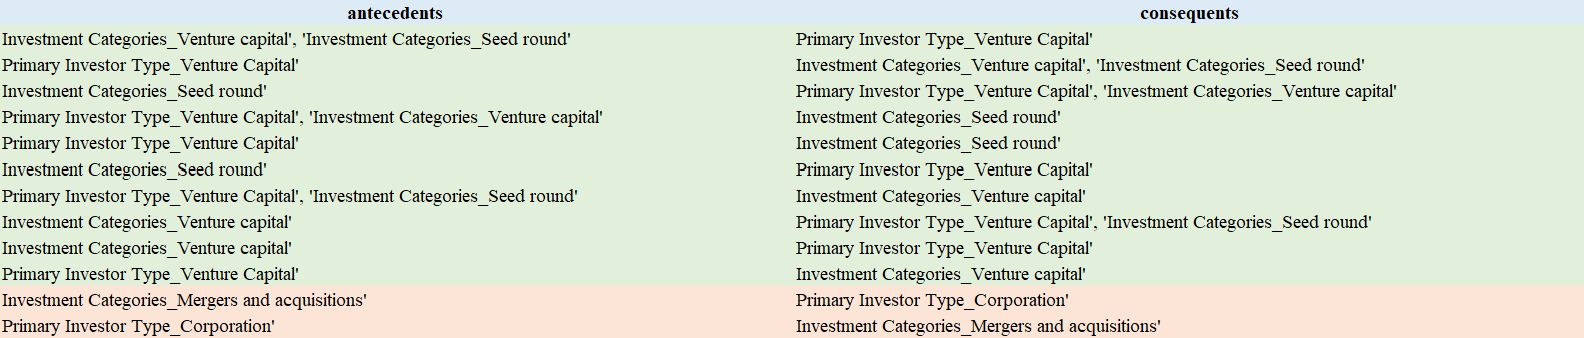 antecedents consequents
Investment Categories_Venture capital', 'Investment Categories_Seed round' Primary Investor Type_Venture Capital'
Primary Investor Type_Venture Capital' Investment Categories_Venture capital', 'Investment Categories_Seed round'
Investment Categories_Seed round' Primary Investor Type_Venture Capital', 'Investment Categories_Venture capital'
Primary Investor Type_Venture Capital', 'Investment Categories_Venture capital' Investment Categories_Seed round'
Primary Investor Type_Venture Capital' Investment Categories_Seed round'
Investment Categories_Seed round' Primary Investor Type_Venture Capital'
Primary Investor Type_Venture Capital', 'Investment Categories_Seed round' Investment Categories_Venture capital'
Investment Categories_Venture capital' Primary Investor Type_Venture Capital', 'Investment Categories_Seed round'
Investment Categories_Venture capital' Primary Investor Type_Venture Capital'
Primary Investor Type_Venture Capital' Investment Categories_Venture capital'
Investment Categories_Mergers and acquisitions' Primary Investor Type_Corporation'
Primary Investor Type_Corporation' Investment Categories_Mergers and acquisitions'